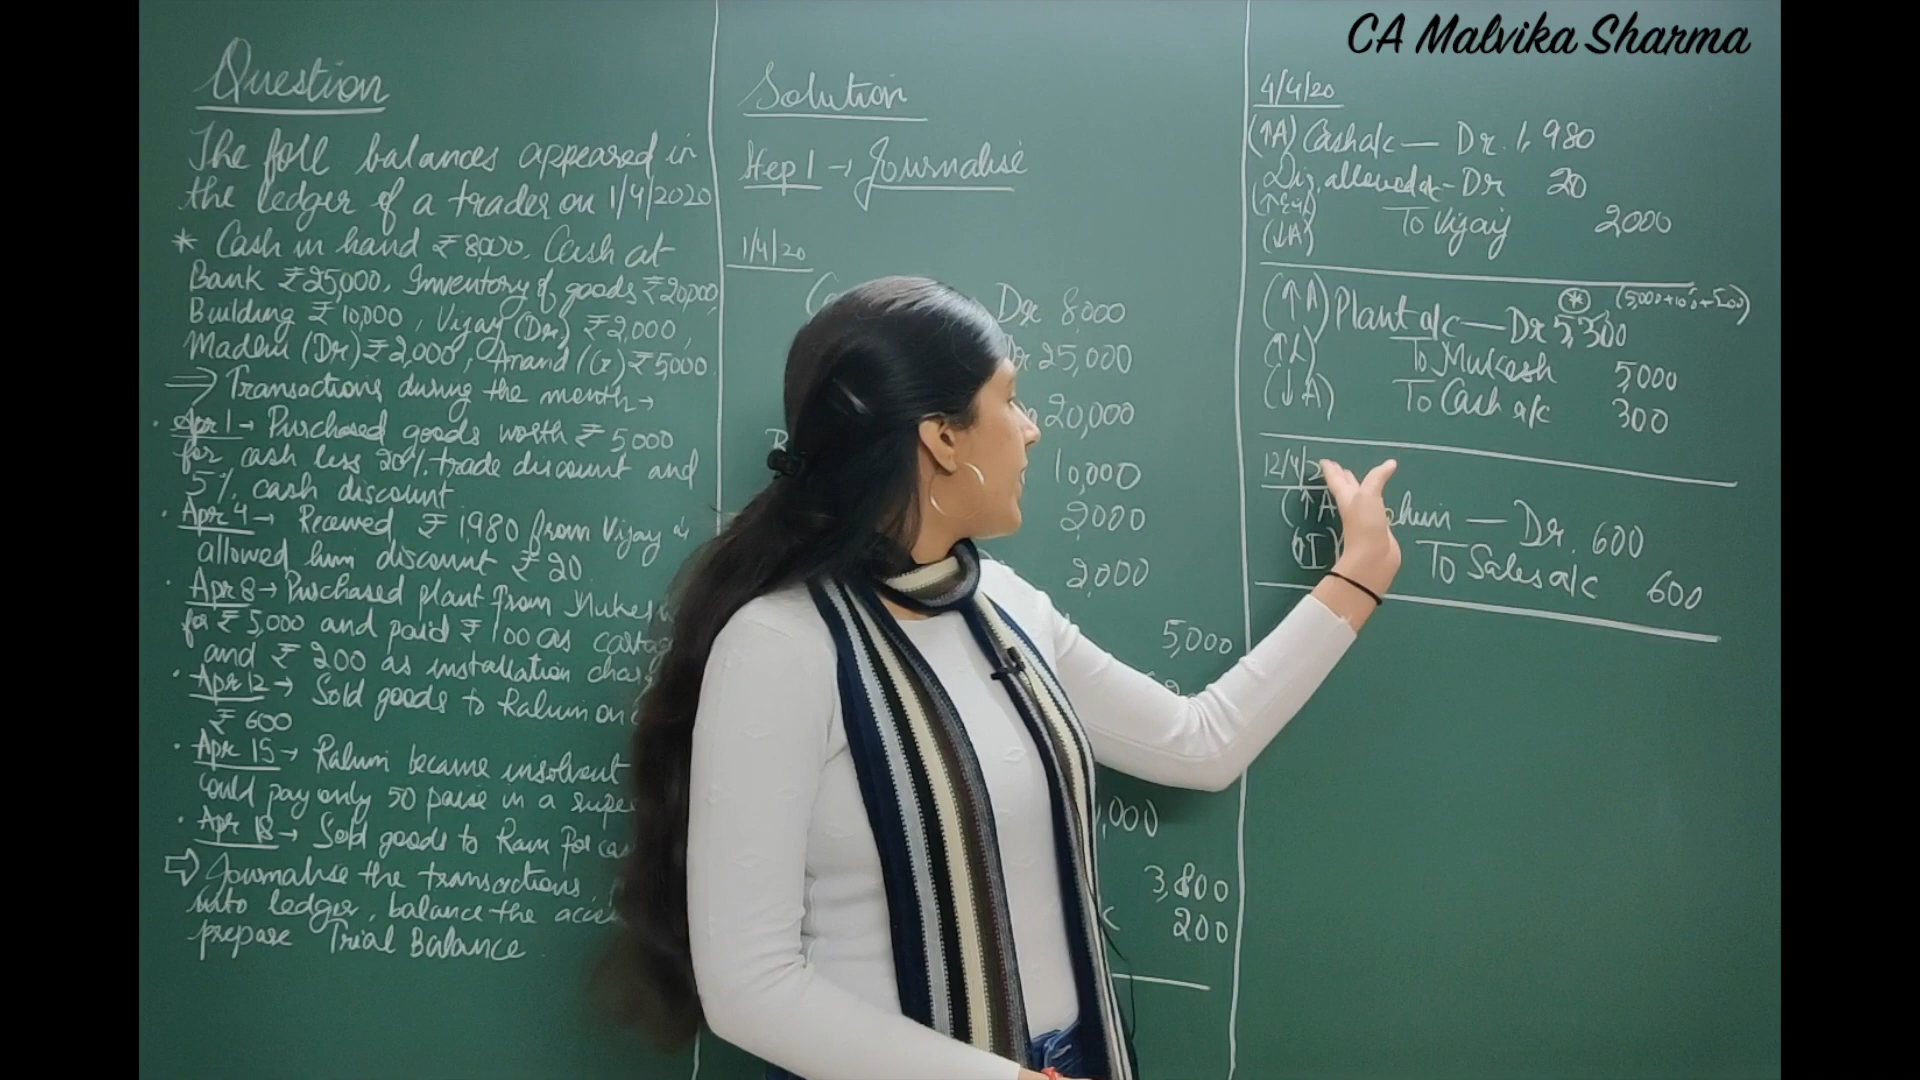 CA Malvika Sharma
Question
The foll balances appeared in
the ledger of a trader on 1/4/2020
* Cash in hand ₹ 8,000, Cash at
Bank ₹ 25,000, Inventory of goods ₹ 20,000,
Building ₹ 10,000, Vijay (Dr) ₹ 2,000,
Madem (Dr) ₹ 2,000, Anand (Cr) ₹ 5,000.
⇒ Transactions during the month →
· Apr 1 → Purchased goods worth ₹ 5,000
for cash less 20% trade discount and
5% cash discount
· Apr 4 → Received ₹ 1,980 from Vijay &
allowed him discount ₹ 20
· Apr 8 → Purchased plant from
for ₹ 5,000 and paid ₹ 100 as
and ₹ 200 as installation
· Apr 12 → Sold goods to Rahim on
₹ 600
· Apr 15 → Rahim became insolvent
could pay only 50 paise in a
· Apr 18 → Sold goods to Ram for
⇨ Journalise the transactions,
into ledger, balance the
prepare Trial Balance
Solution
Step 1 → Journalise
1/4/20
Dr 8,000
25,000
20,000
10,000
2,000
2,000
5,000
3,800
200
4/4/20
(↑A) Cash a/c — Dr. 1,980
Dis. allowed a/c - Dr 20
(↑Exp) To Vijay 2000
(↓A)
(↑A) Plant a/c — Dr 5,300 (*) (5,000+100+200)
(↑L) To Mukesh 5,000
(↓A) To Cash a/c 300
(↑A — Dr. 600
To Sales a/c 600